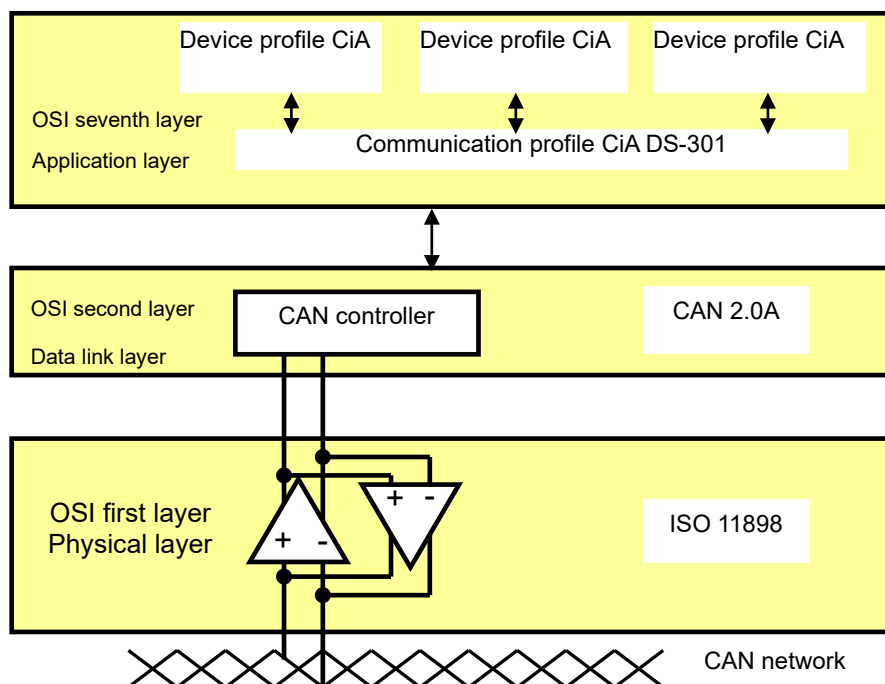 Device profile CiA
Device profile CiA
Device profile CiA
OSI seventh layer
Application layer
Communication profile CiA DS-301
OSI second layer
Data link layer
CAN controller
CAN 2.0A
OSI first layer
Physical layer
+ -
+ -
ISO 11898
CAN network